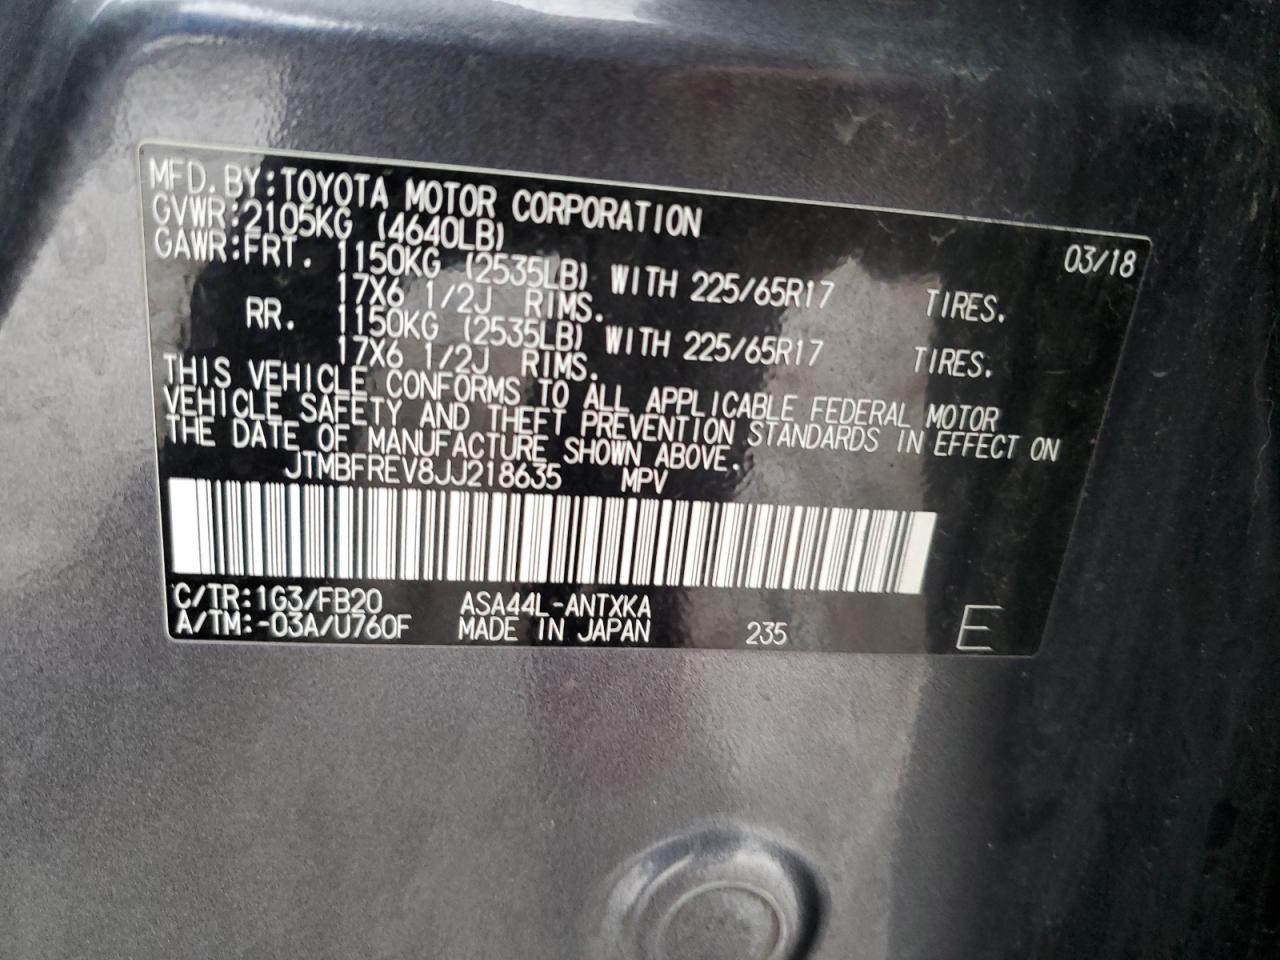 MFD. BY: TOYOTA MOTOR CORPORATION 03/18
GVWR: 2105KG (4640LB)
GAWR: FRT. 1150KG (2535LB) WITH 225/65R17 TIRES.
17X6 1/2J RIMS.
RR. 1150KG (2535LB) WITH 225/65R17 TIRES.
17X6 1/2J RIMS.
THIS VEHICLE CONFORMS TO ALL APPLICABLE FEDERAL MOTOR
VEHICLE SAFETY AND THEFT PREVENTION STANDARDS IN EFFECT ON
THE DATE OF MANUFACTURE SHOWN ABOVE.
JTMBFREV8JJ218635 MPV
C/TR: 1G3/FB20 ASA44L-ANTXKA
A/TM: -03A/U760F MADE IN JAPAN 235 E